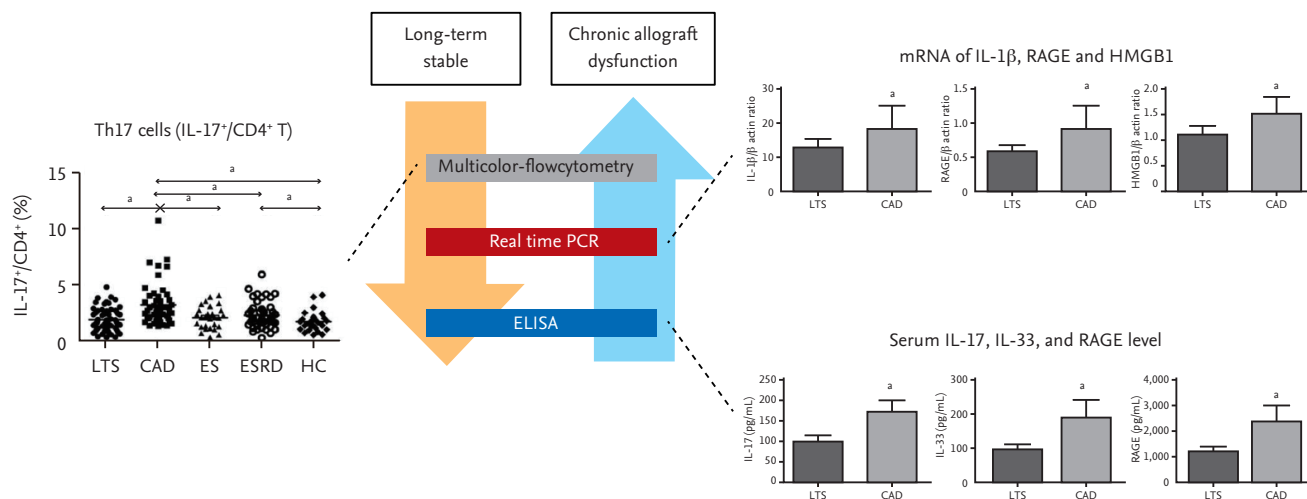 Long-term
stable
Chronic allograft
dysfunction
Multicolor-flowcytometry
Real time PCR
ELISA
Th17 cells (IL-17⁺/CD4⁺ T)
IL-17⁺/CD4⁺ (%)
15
10
5
0
a
a
a
a
a
LTS CAD ES ESRD HC
mRNA of IL-1β, RAGE and HMGB1
IL-1β/β actin ratio
30
20
10
0
a
LTS CAD
RAGE/β actin ratio
1.5
1.0
0.5
0
a
LTS CAD
HMGB1/β actin ratio
2.0
1.5
1.0
0.5
0
a
LTS CAD
Serum IL-17, IL-33, and RAGE level
IL-17 (pg/mL)
250
200
150
100
50
0
a
LTS CAD
IL-33 (pg/mL)
300
200
100
0
a
LTS CAD
RAGE (pg/mL)
4,000
3,000
2,000
1,000
0
a
LTS CAD